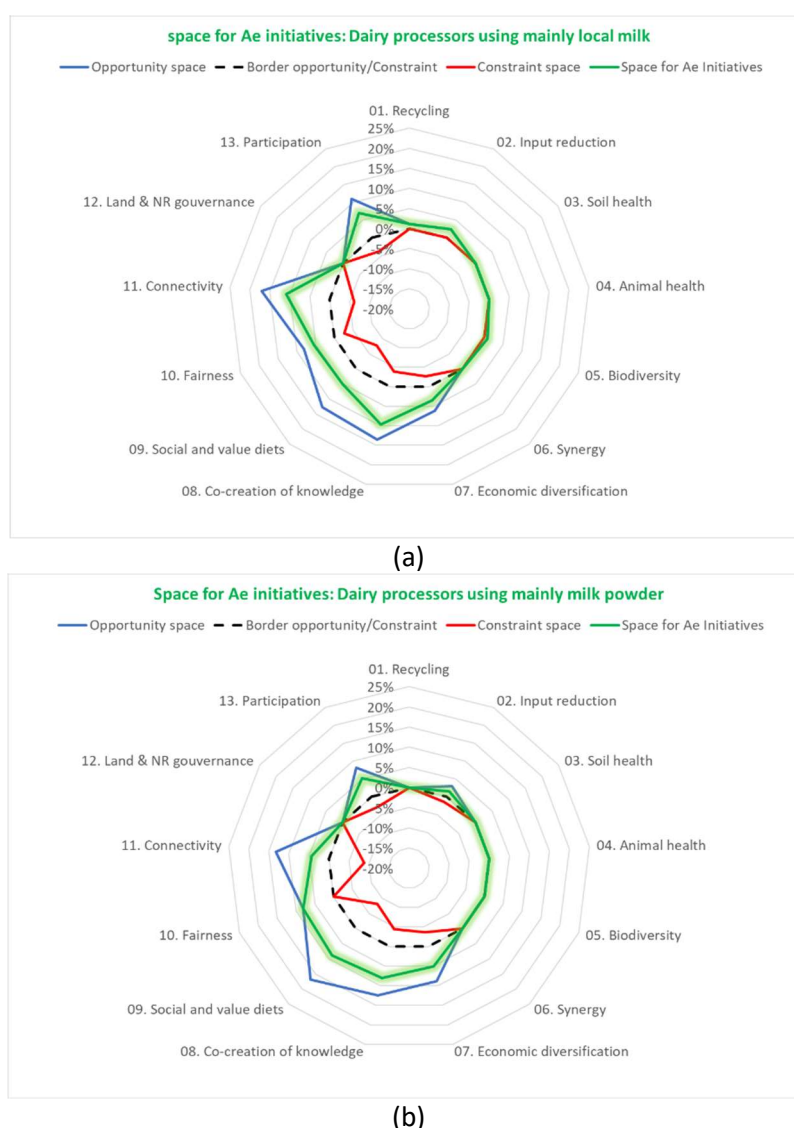 space for Ae initiatives: Dairy processors using mainly local milk
Opportunity space Border opportunity/Constraint Constraint space Space for Ae Initiatives
01. Recycling
25%
13. Participation
20%
02. Input reduction
15%
12. Land & NR gouvernance
10%
03. Soil health
5%
0%
-5%
11. Connectivity
-10%
04. Animal health
-15%
-20%
10. Fairness
05. Biodiversity
09. Social and value diets
06. Synergy
08. Co-creation of knowledge
07. Economic diversification
(a)
Space for Ae initiatives: Dairy processors using mainly milk powder
Opportunity space Border opportunity/Constraint Constraint space Space for Ae Initiatives
01. Recycling
25%
13. Participation
20%
02. Input reduction
15%
12. Land & NR gouvernance
10%
03. Soil health
5%
0%
-5%
11. Connectivity
-10%
04. Animal health
-15%
-20%
10. Fairness
05. Biodiversity
09. Social and value diets
06. Synergy
08. Co-creation of knowledge
07. Economic diversification
(b)